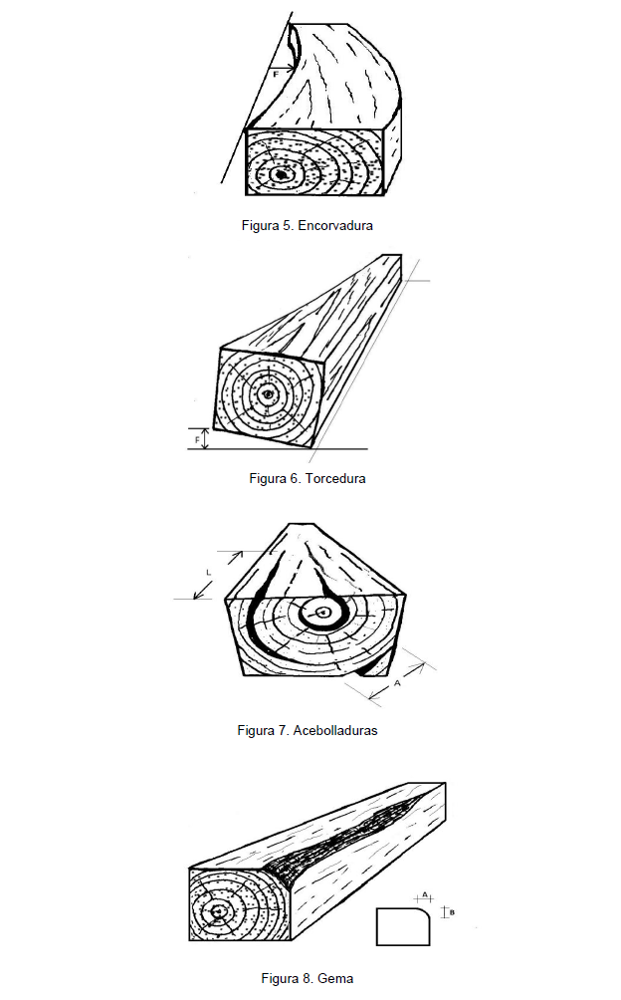 F
Figura 5. Encorvadura
F
Figura 6. Torcedura
L
A
Figura 7. Acebolladuras
A
B
Figura 8. Gema